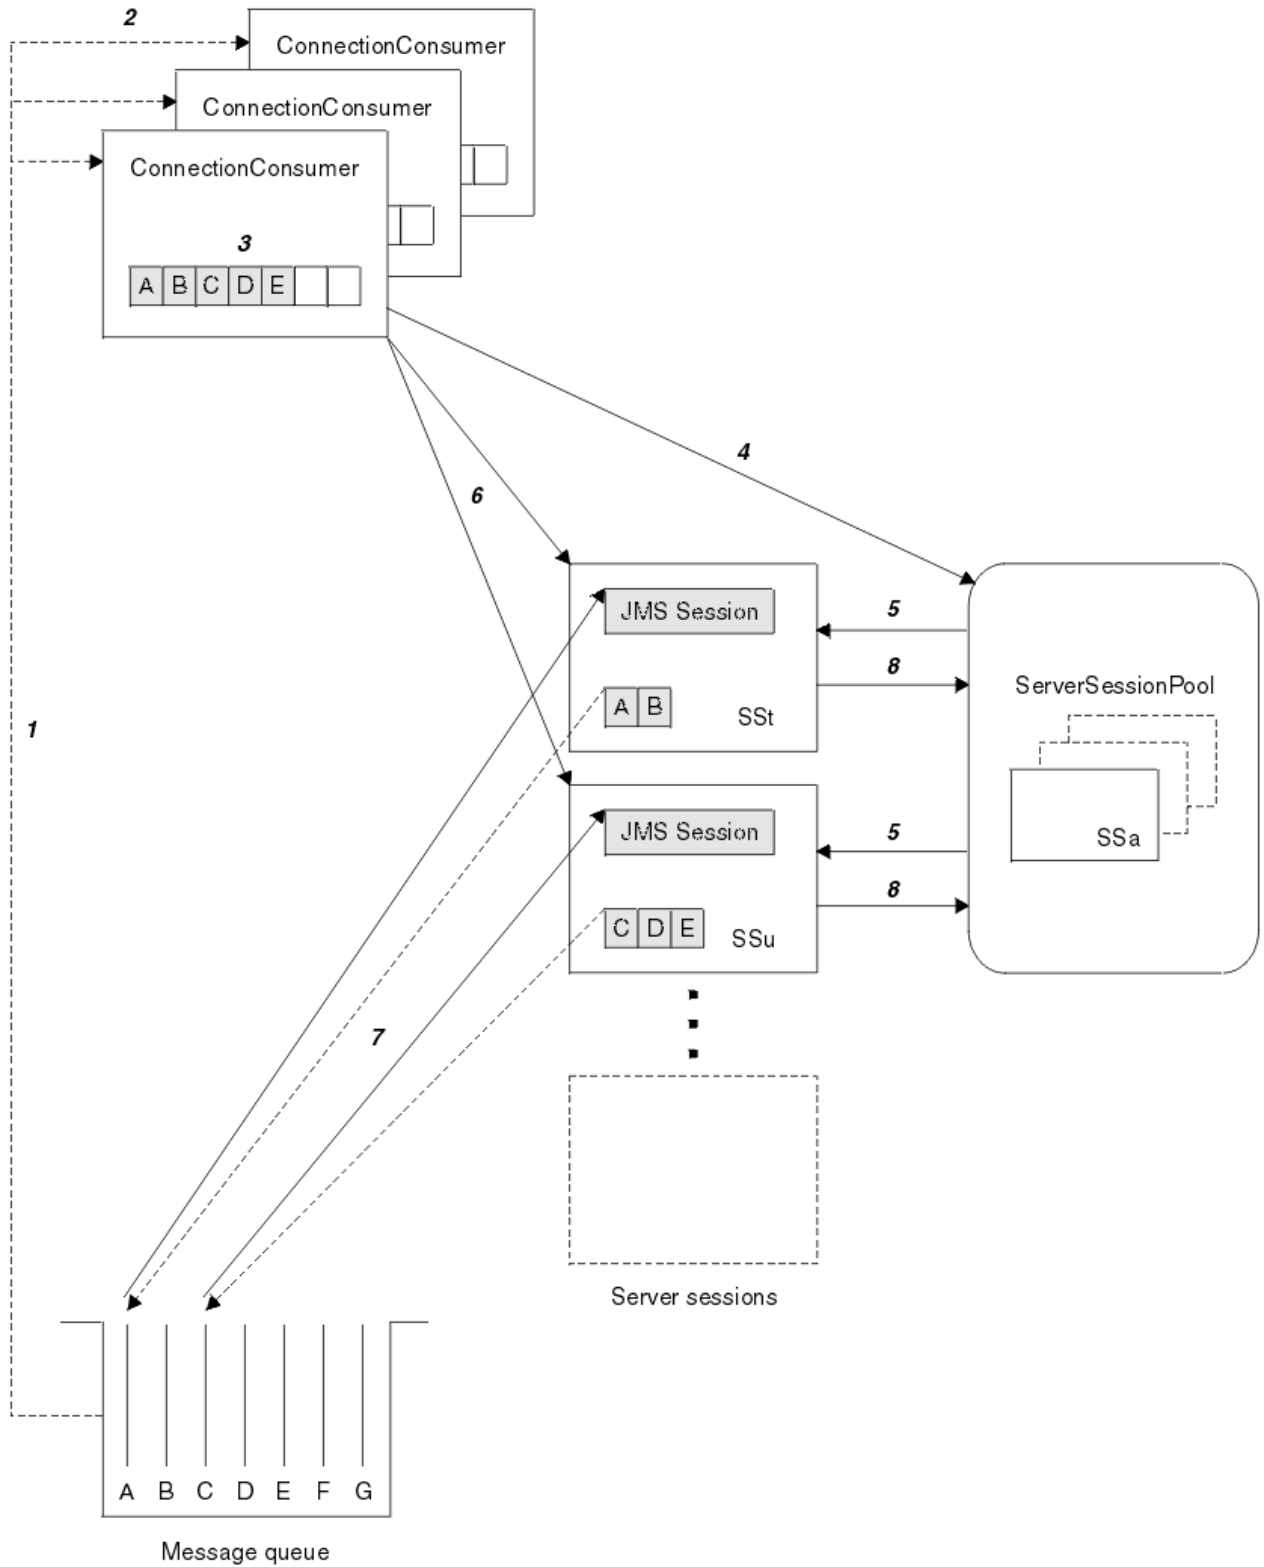 2
ConnectionConsumer
ConnectionConsumer
ConnectionConsumer
3
A B C D E
4
6
JMS Session
5
8
A B
SSt
ServerSessionPool
1
SSa
JMS Session
5
8
C D E
SSu
7
Server sessions
A B C D E F G
Message queue